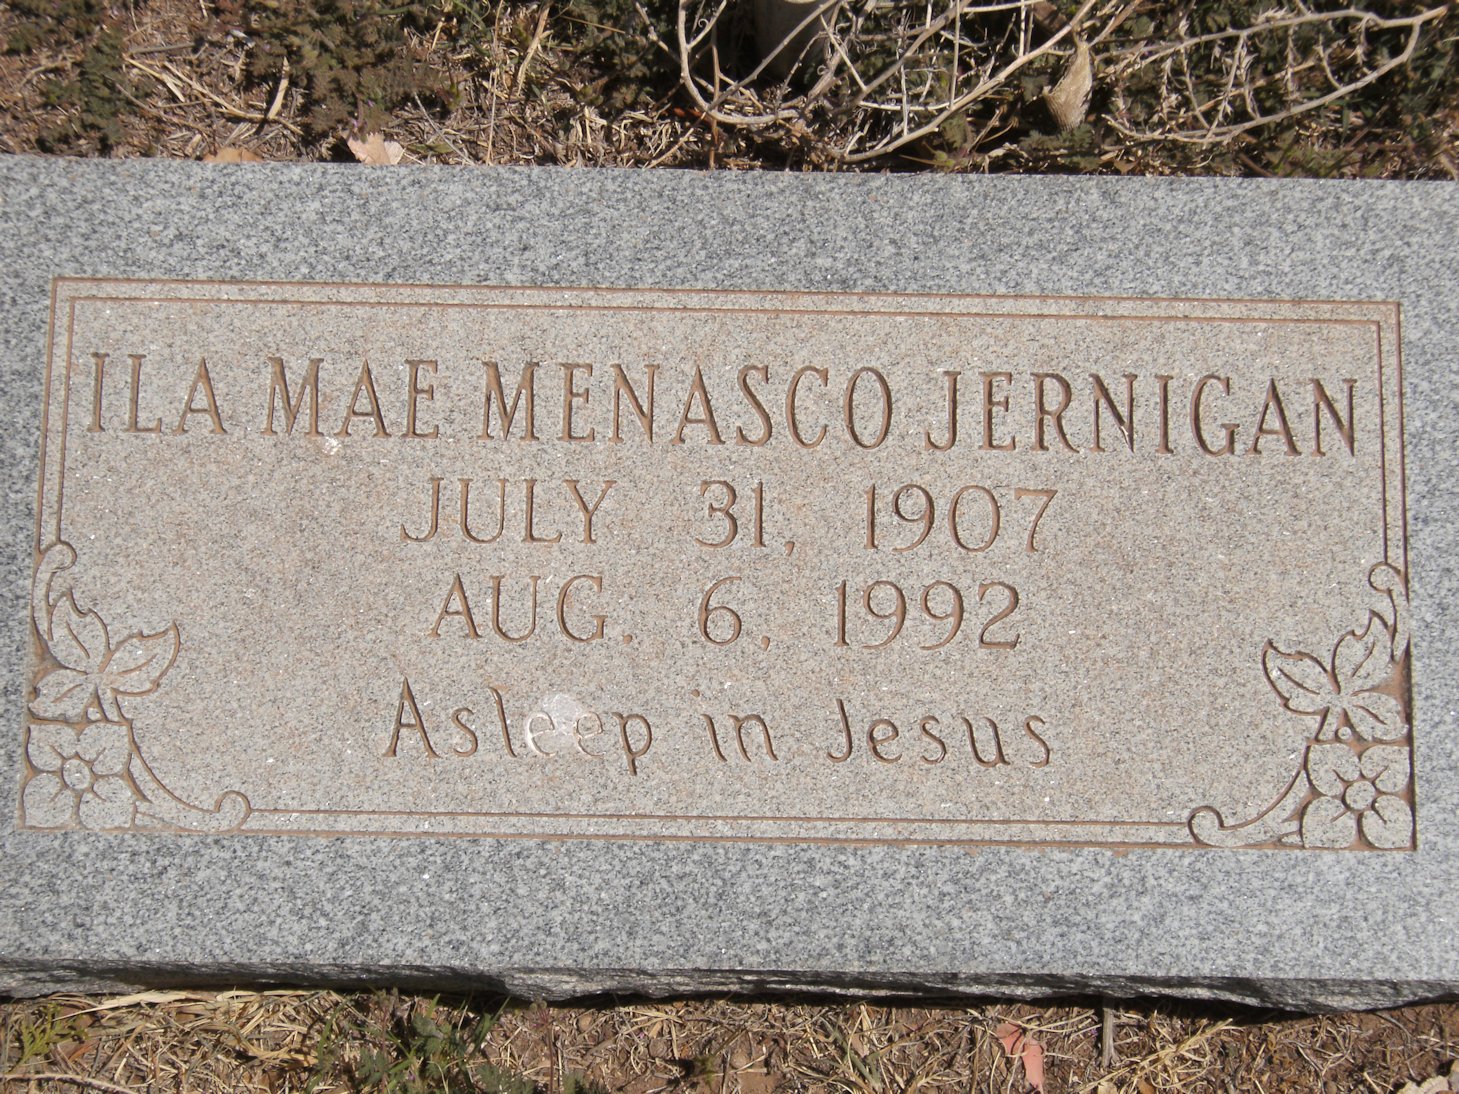 ILA MAE MENASCO JERNIGAN
JULY 31, 1907
AUG. 6, 1992
Asleep in Jesus